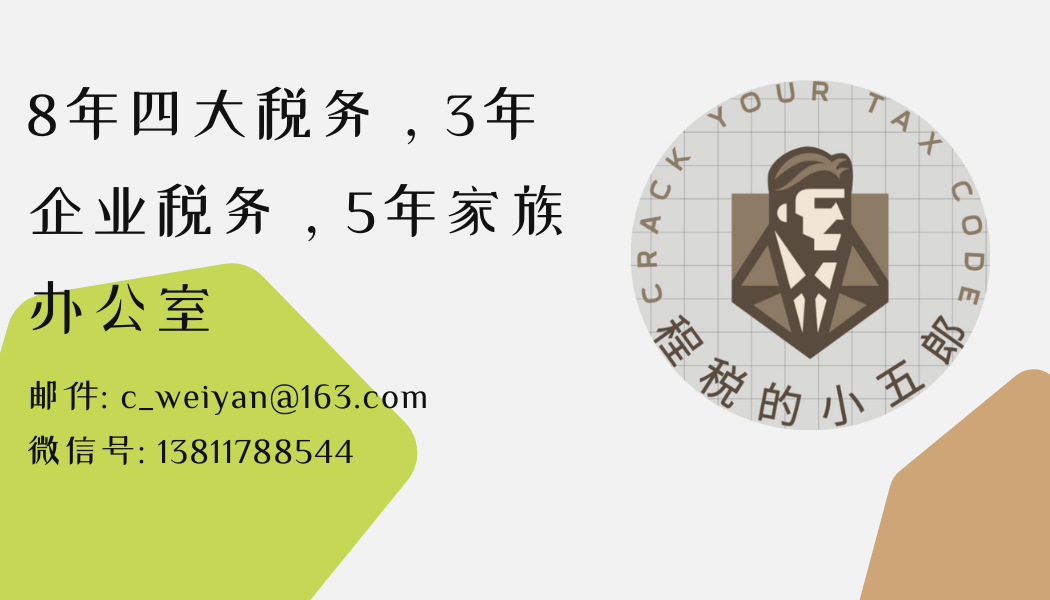 8年四大税务，3年
企业税务，5年家族
办公室
邮件: c_weiyan@163.com
微信号: 13811788544
CRACK YOUR TAX CODE
程税的小五郎